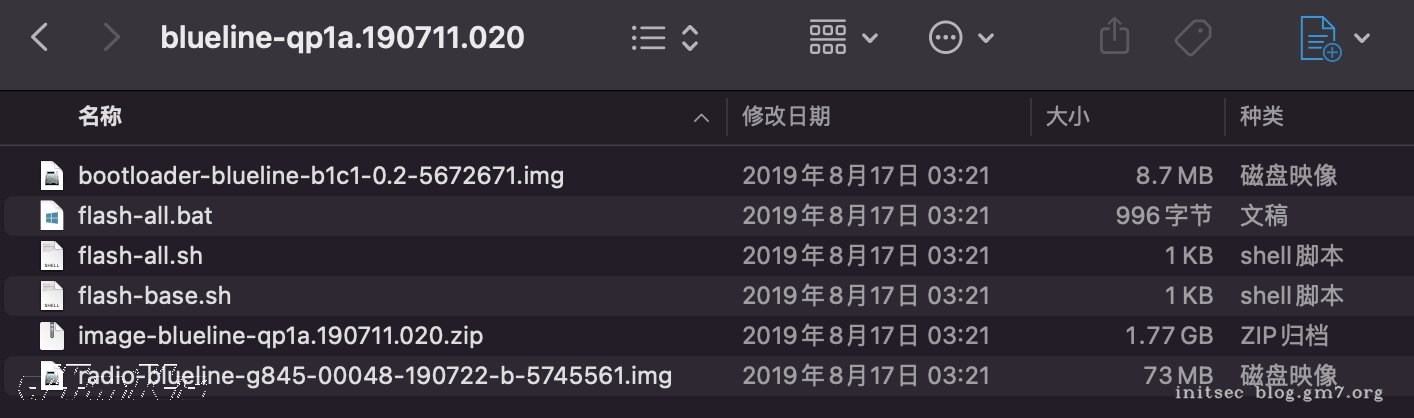 blueline-qp1a.190711.020
名称 修改日期 大小 种类
bootloader-blueline-b1c1-0.2-5672671.img 2019年8月17日 03:21 8.7 MB 磁盘映像
flash-all.bat 2019年8月17日 03:21 996字节 文稿
flash-all.sh 2019年8月17日 03:21 1 KB shell脚本
flash-base.sh 2019年8月17日 03:21 1 KB shell脚本
image-blueline-qp1a.190711.020.zip 2019年8月17日 03:21 1.77 GB ZIP归档
radio-blueline-g845-00048-190722-b-5745561.img 2019年8月17日 03:21 73 MB 磁盘映像
initsec blog.gm7.org